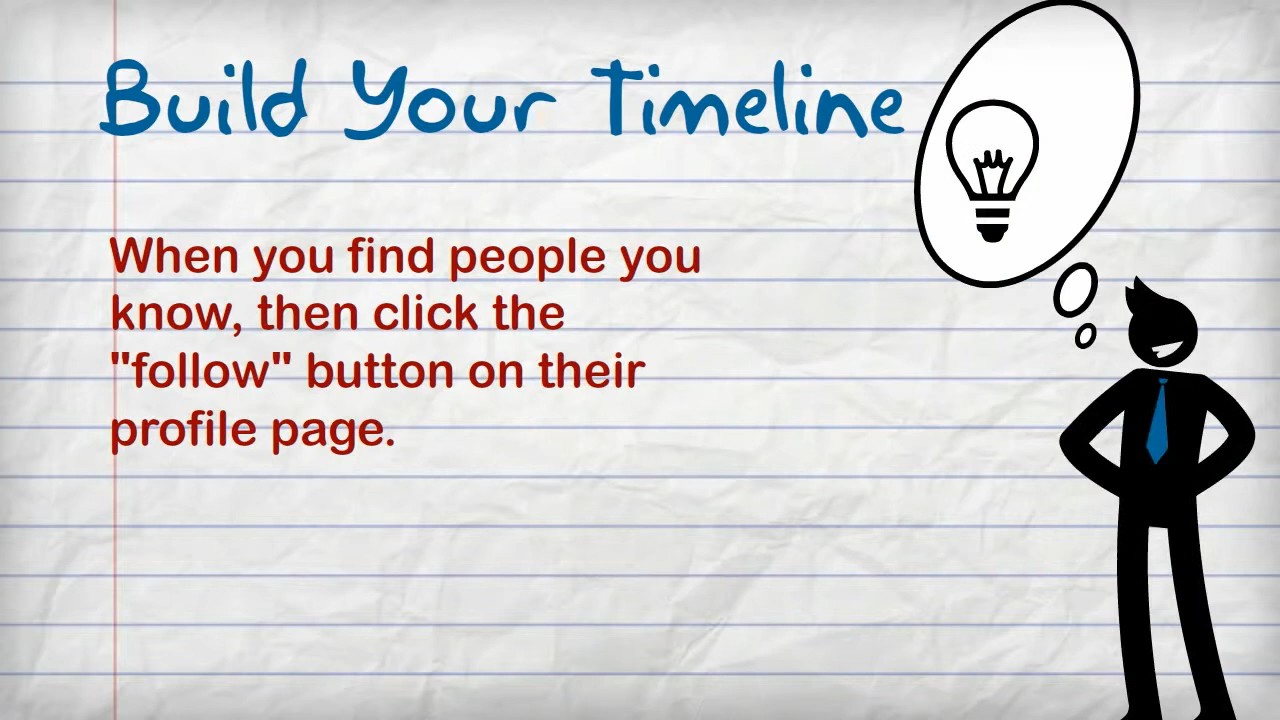 Build Your Timeline
When you find people you
know, then click the
"follow" button on their
profile page.